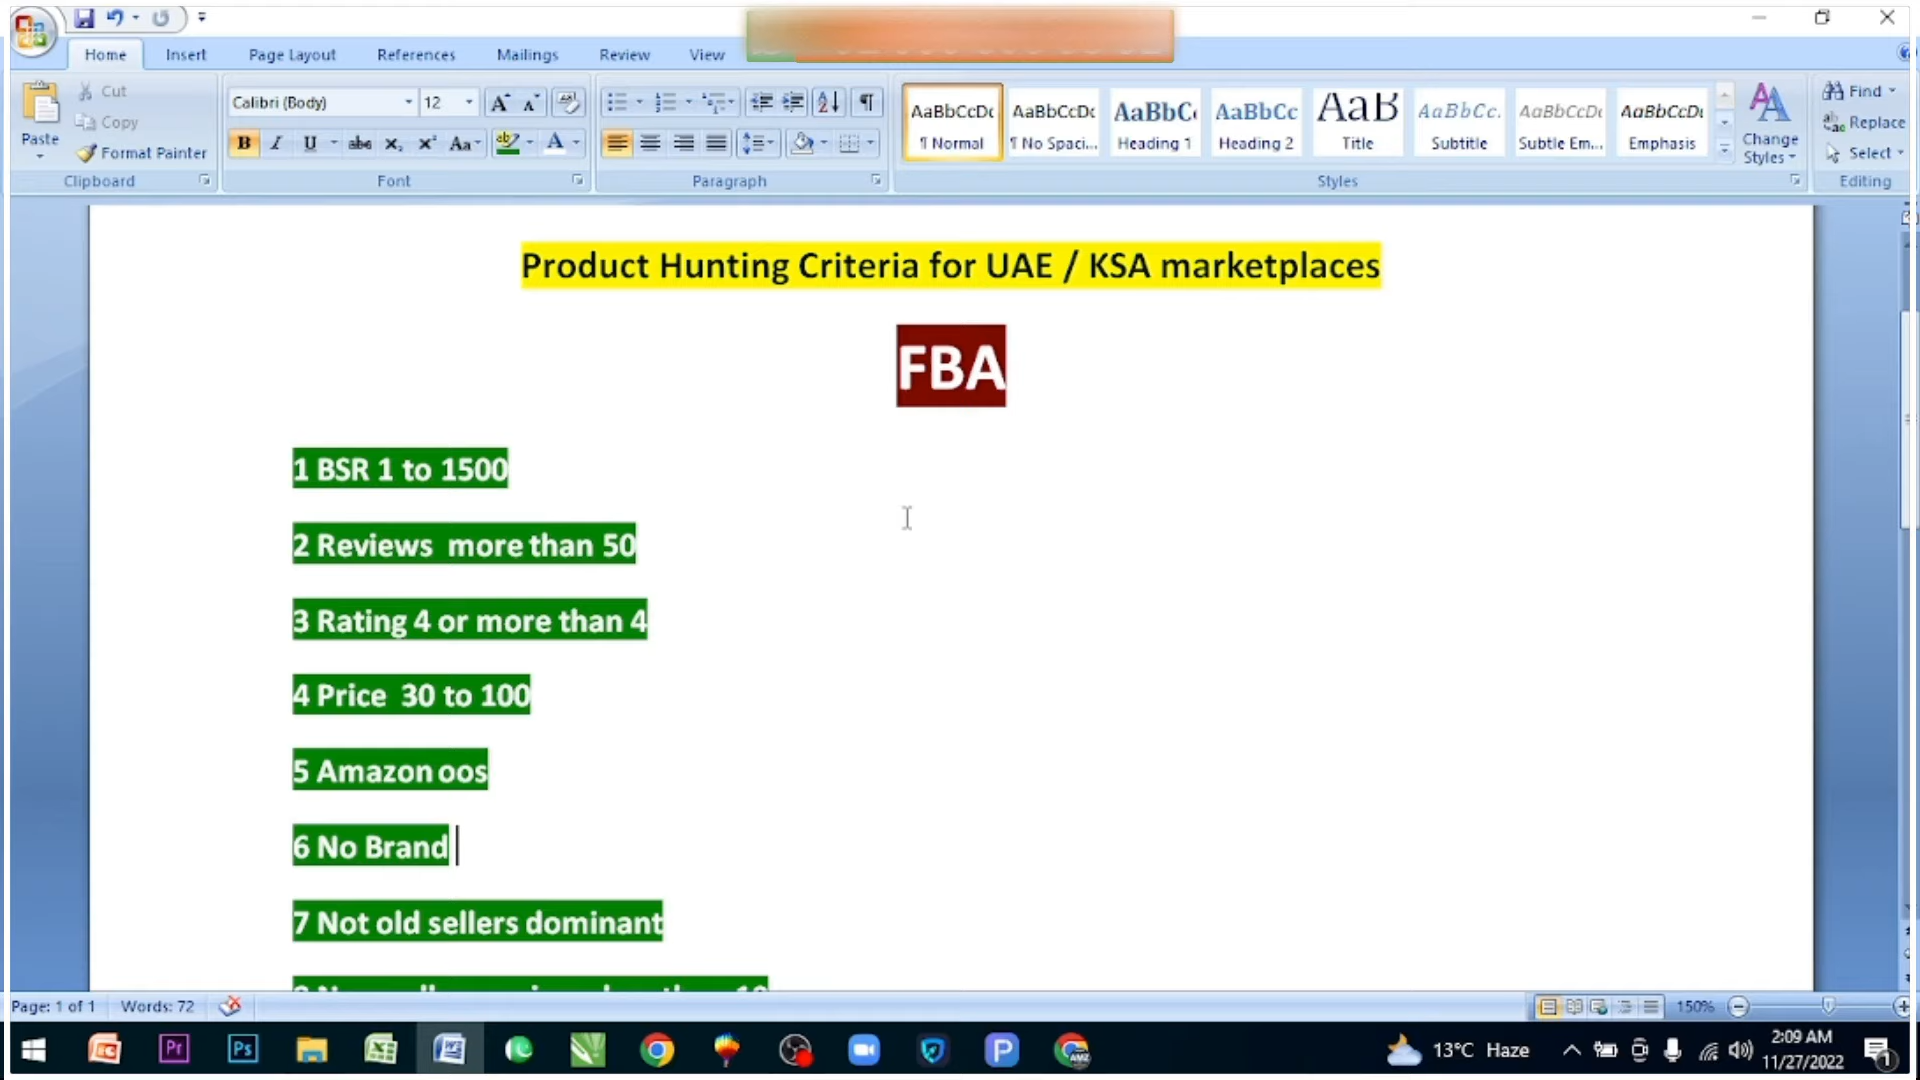 Home Insert Page Layout References Mailings Review View
Cut
Copy
Format Painter
Paste
Clipboard
Calibri (Body) 12
Font
Paragraph
AaBbCcDc AaBbCcDc AaBbC AaBbCc AaB AaBbCc. AaBbCcDc AaBbCcDc
¶ Normal ¶ No Spaci... Heading 1 Heading 2 Title Subtitle Subtle Em... Emphasis
Change Styles
Styles
Find
Replace
Select
Editing
Product Hunting Criteria for UAE / KSA marketplaces
FBA
1 BSR 1 to 1500
2 Reviews  more than 50
3 Rating 4 or more than 4
4 Price  30 to 100
5 Amazon oos
6 No Brand
7 Not old sellers dominant
Page: 1 of 1 Words: 72 150%
13°C Haze
2:09 AM
11/27/2022